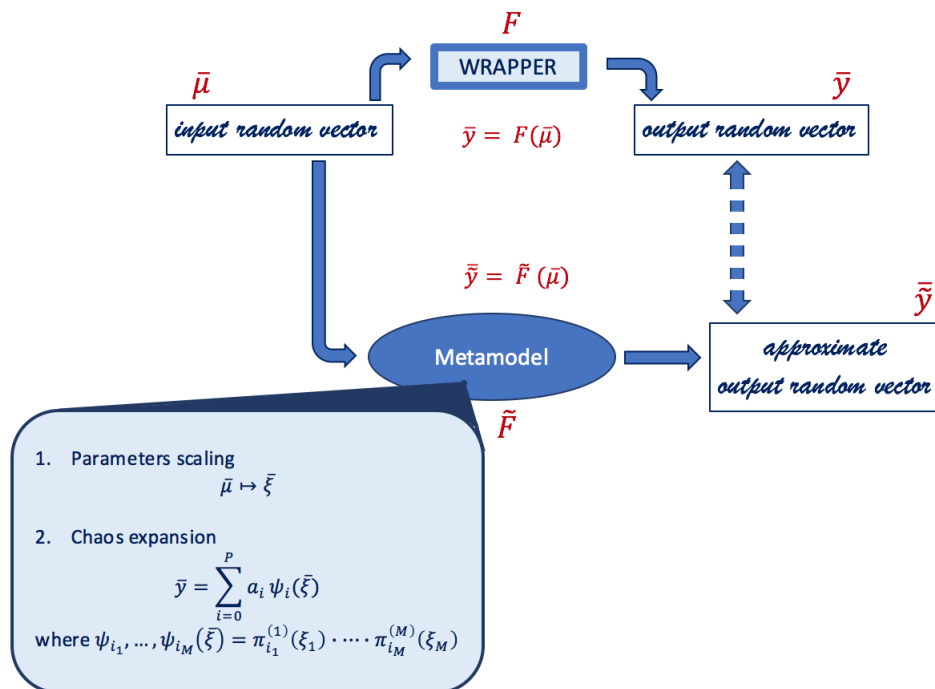 F
WRAPPER
μ̄
ȳ
input random vector
output random vector
ȳ = F(μ̄)
ỹ̄ = F̃ (μ̄)
ỹ̄
Metamodel
approximate
output random vector
F̃
1. Parameters scaling
μ̄ ↦ ξ̄
2. Chaos expansion
ȳ = ∑_{i=0}^{P} a_i ψ_i(ξ̄)
where ψ_{i_1}, …, ψ_{i_M}(ξ̄) = π_{i_1}^{(1)}(ξ_1) · ⋯ · π_{i_M}^{(M)}(ξ_M)